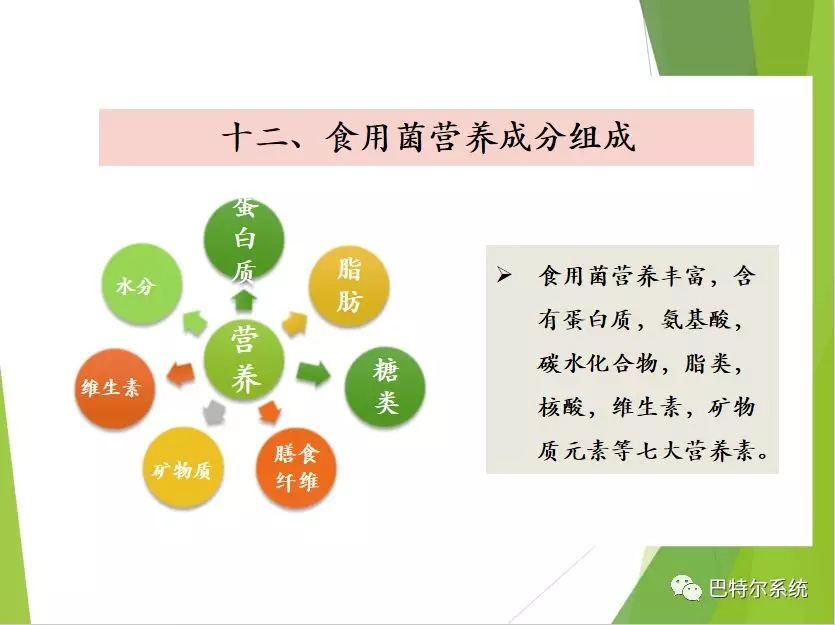 十二、食用菌营养成分组成
蛋
白
质
水分
脂
肪
营
养
维生素
糖
类
矿物质
膳食
纤维
➢ 食用菌营养丰富，含
有蛋白质，氨基酸，
碳水化合物，脂类，
核酸，维生素，矿物
质元素等七大营养素。
巴特尔系统